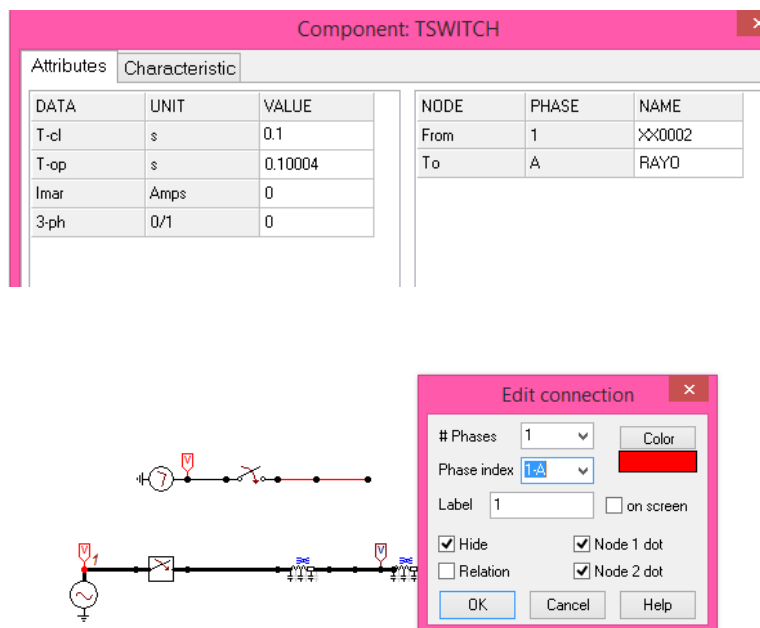 Component: TSWITCH
Attributes Characteristic
DATA UNIT VALUE
T-cl s 0.1
T-op s 0.10004
Imar Amps 0
3-ph 0/1 0
NODE PHASE NAME
From 1 XX0002
To A RAYO
Edit connection
# Phases 1 Color
Phase index 1-A
Label 1 on screen
Hide Node 1 dot
Relation Node 2 dot
OK Cancel Help
V
V 1 V